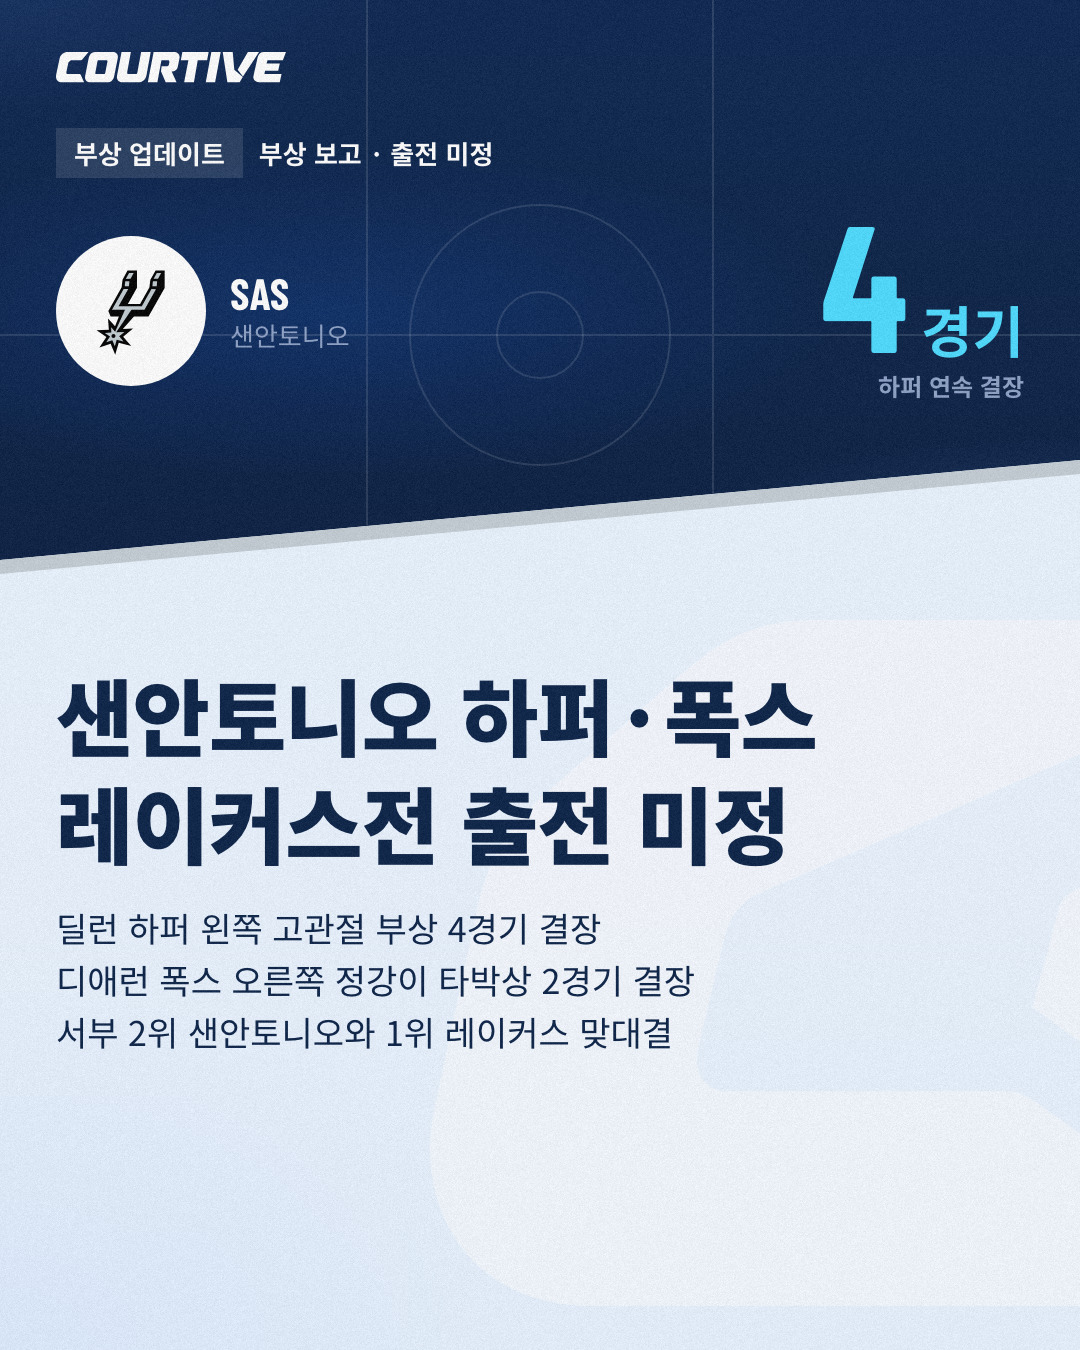 COURTIVE
부상 업데이트 부상 보고 · 출전 미정
SAS
샌안토니오
4 경기
하퍼 연속 결장
샌안토니오 하퍼·폭스
레이커스전 출전 미정
딜런 하퍼 왼쪽 고관절 부상 4경기 결장
디애런 폭스 오른쪽 정강이 타박상 2경기 결장
서부 2위 샌안토니오와 1위 레이커스 맞대결